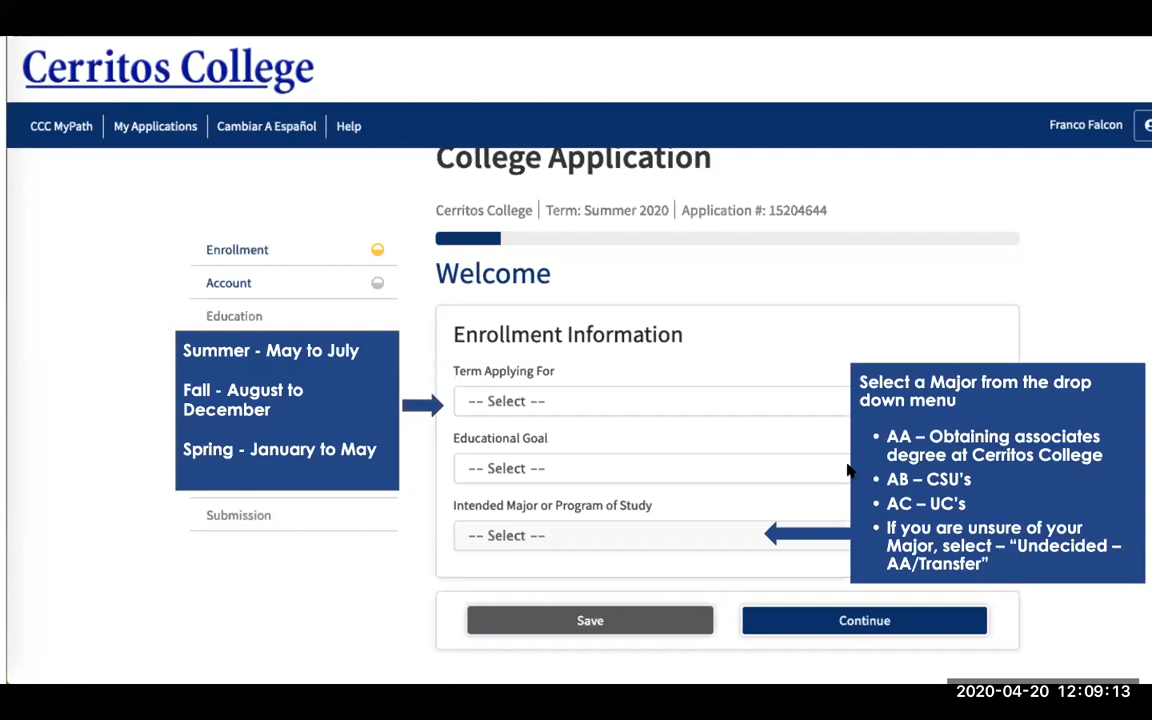 Cerritos College
CCC MyPath
My Applications
Cambiar A Español
Help
Franco Falcon
College Application
Cerritos College
Term: Summer 2020
Application #: 15204644
Enrollment
Account
Education
Submission
Summer - May to July
Fall - August to
December
Spring - January to May
Welcome
Enrollment Information
Term Applying For
-- Select --
Educational Goal
-- Select --
Intended Major or Program of Study
-- Select --
Select a Major from the drop
down menu
• AA – Obtaining associates
degree at Cerritos College
• AB – CSU's
• AC – UC's
• If you are unsure of your
Major, select – “Undecided –
AA/Transfer”
Save
Continue
2020-04-20 12:09:13